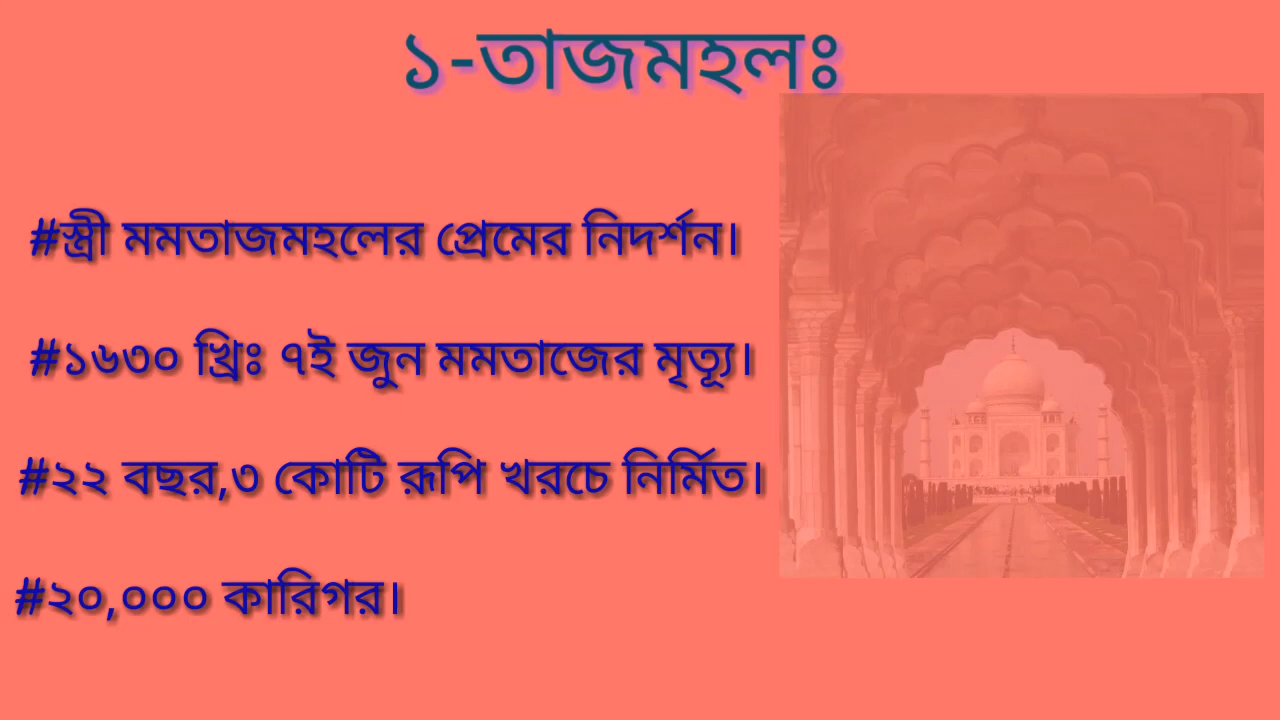 ১-তাজমহলঃ
#স্ত্রী মমতাজমহলের প্রেমের নিদর্শন।
#১৬৩০ খ্রিঃ ৭ই জুন মমতাজের মৃত্যূ।
#২২ বছর,৩ কোটি রূপি খরচে নির্মিত।
#২০,০০০ কারিগর।